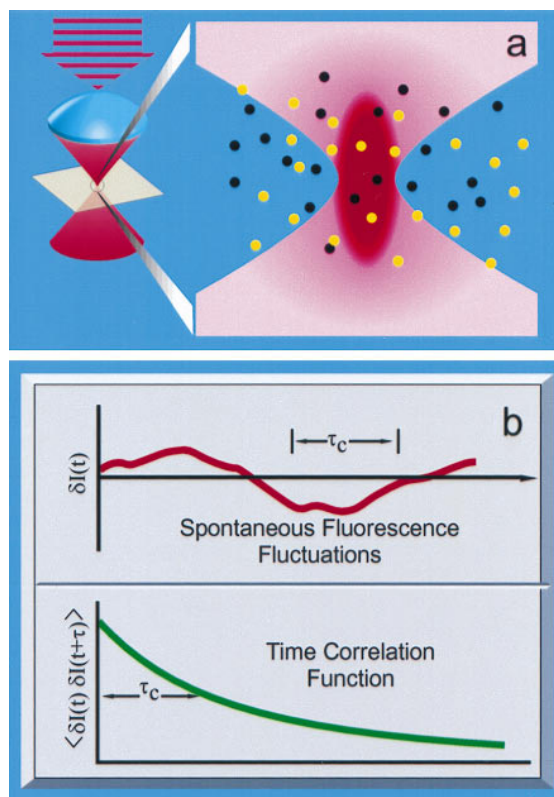 a
b
δI(t)
τc
Spontaneous Fluorescence
Fluctuations
<δI(t) δI(t+τ)>
Time Correlation
Function
τc